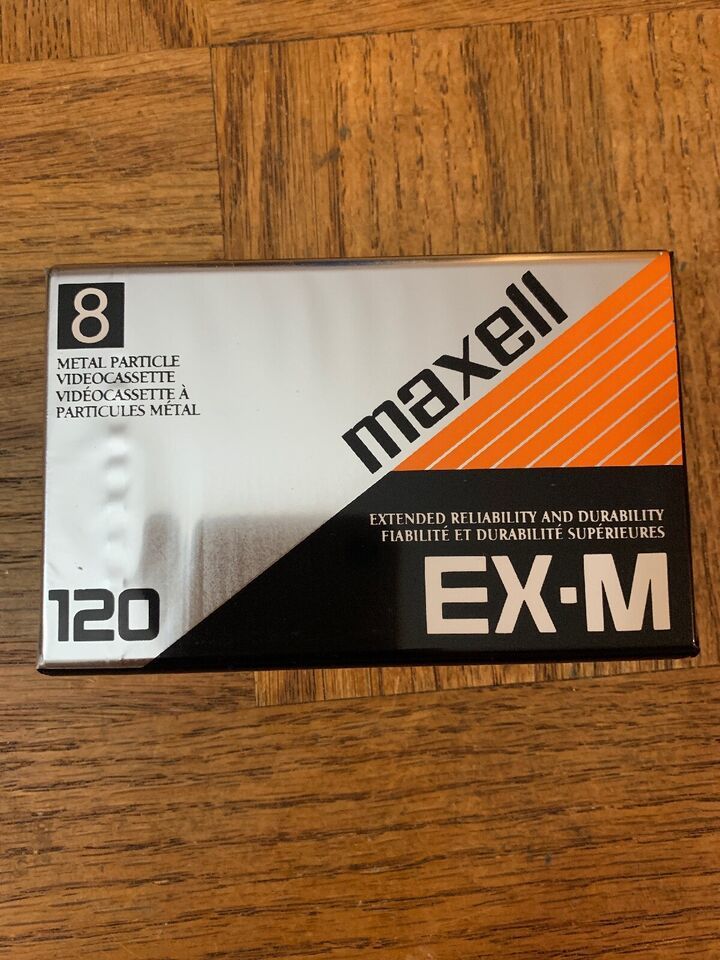 8
METAL PARTICLE
VIDEOCASSETTE
VIDÉOCASSETTE À
PARTICULES MÉTAL
maxell
EXTENDED RELIABILITY AND DURABILITY
FIABILITÉ ET DURABILITÉ SUPÉRIEURES
120
EX·M